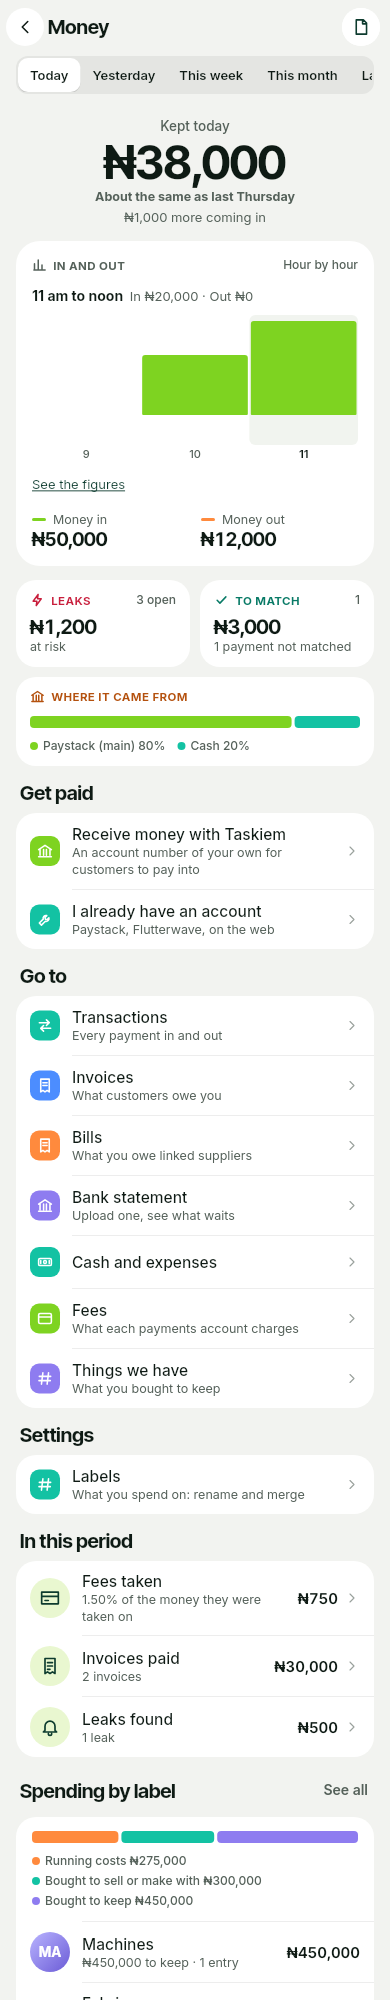 Money
Today Yesterday This week This month
Kept today
₦38,000
About the same as last Thursday
₦1,000 more coming in
IN AND OUT Hour by hour
11 am to noon In ₦20,000 · Out ₦0
9 10 11
See the figures
Money in Money out
₦50,000 ₦12,000
LEAKS 3 open
₦1,200
at risk
TO MATCH 1
₦3,000
1 payment not matched
WHERE IT CAME FROM
Paystack (main) 80% Cash 20%
Get paid
Receive money with Taskiem
An account number of your own for
customers to pay into
I already have an account
Paystack, Flutterwave, on the web
Go to
Transactions
Every payment in and out
Invoices
What customers owe you
Bills
What you owe linked suppliers
Bank statement
Upload one, see what waits
Cash and expenses
Fees
What each payments account charges
Things we have
What you bought to keep
Settings
Labels
What you spend on: rename and merge
In this period
Fees taken
1.50% of the money they were
taken on
₦750
Invoices paid
2 invoices
₦30,000
Leaks found
1 leak
₦500
Spending by label See all
Running costs ₦275,000
Bought to sell or make with ₦300,000
Bought to keep ₦450,000
MA
Machines
₦450,000 to keep · 1 entry
₦450,000